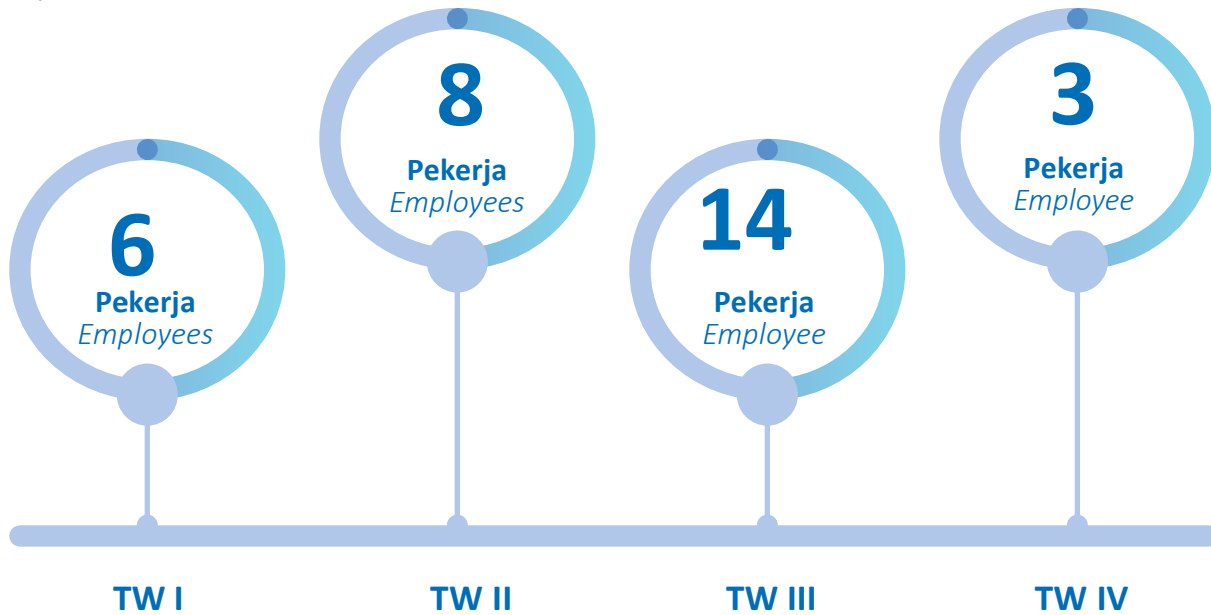 6
Pekerja
Employees
8
Pekerja
Employees
14
Pekerja
Employee
3
Pekerja
Employee
TW I
TW II
TW III
TW IV